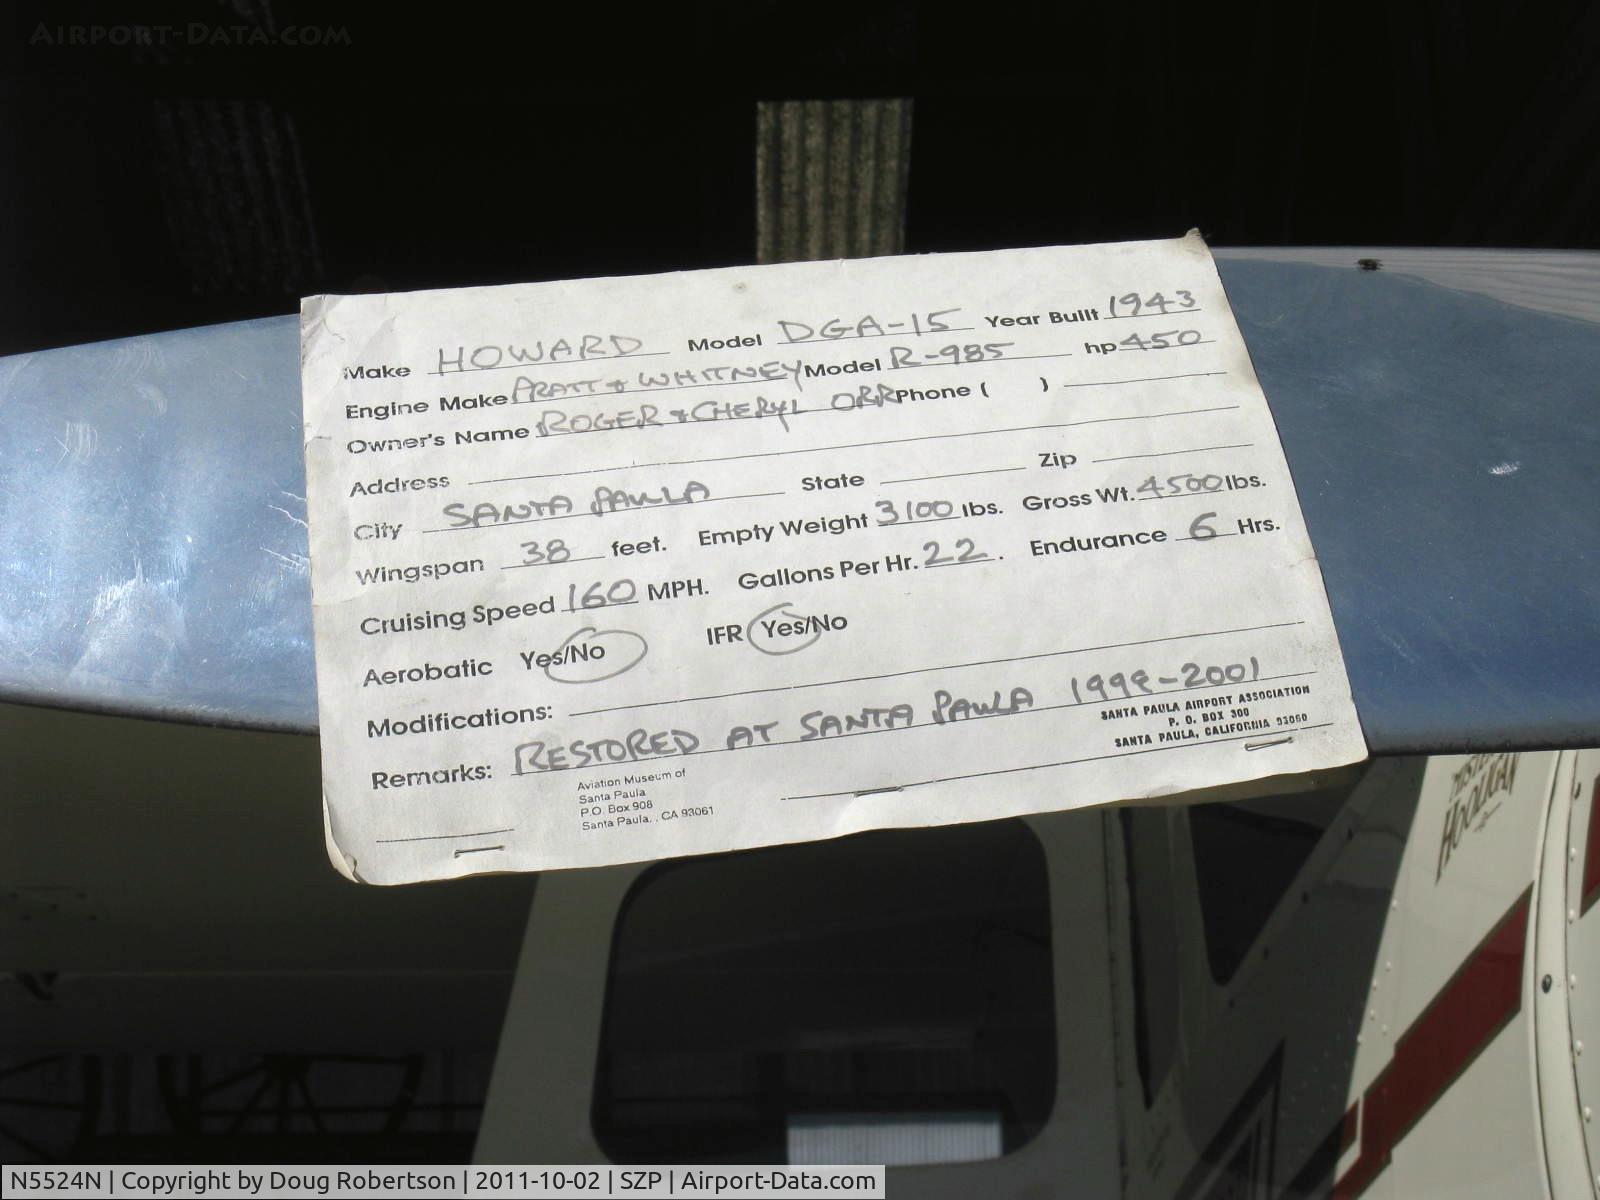 AIRPORT-DATA.COM
Make HOWARD Model DGA-15 Year Built 1943
Engine Make PRATT & WHITNEY Model R-985 hp 450
Owner's Name ROGER & CHERYL ORR Phone ( )
Address
City SANTA PAULA State Zip
Wingspan 38 feet. Empty Weight 3100 lbs. Gross Wt. 4500 lbs.
Cruising Speed 160 MPH. Gallons Per Hr. 22. Endurance 6 Hrs.
Aerobatic Yes/No IFR Yes/No
Modifications:
Remarks: RESTORED AT SANTA PAULA 1999-2001
SANTA PAULA AIRPORT ASSOCIATION
P. O. BOX 300
SANTA PAULA, CALIFORNIA 93060
Aviation Museum of
Santa Paula
P.O. Box 908
Santa Paula, , CA 93061
HOOLIGAN
N5524N | Copyright by Doug Robertson | 2011-10-02 | SZP | Airport-Data.com